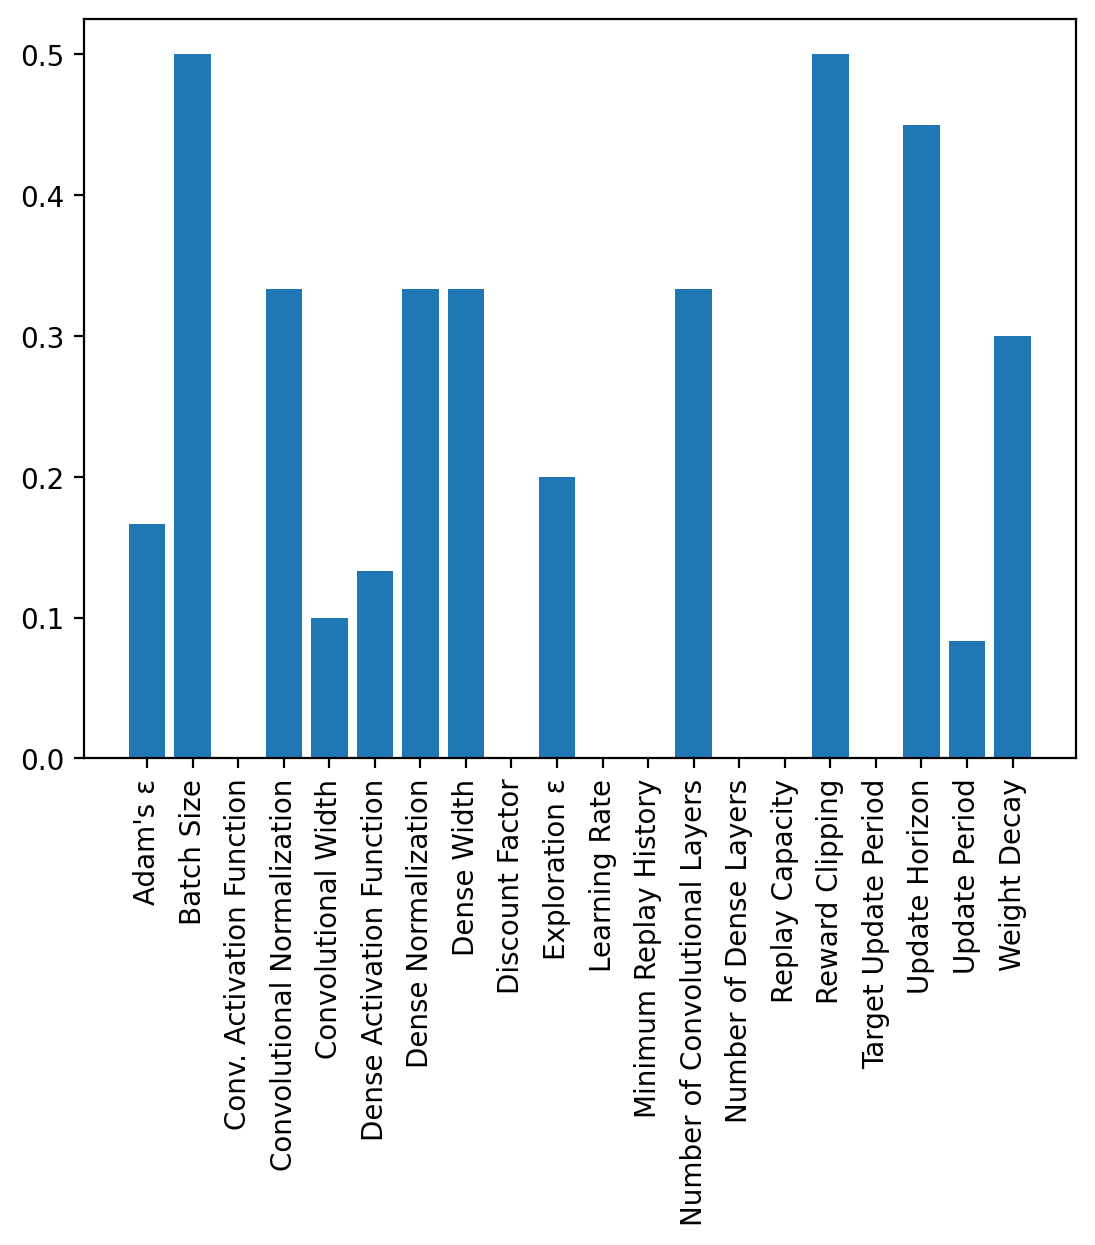 0.5
0.4
0.3
0.2
0.1
0.0
Adam's ε
Batch Size
Conv. Activation Function
Convolutional Normalization
Convolutional Width
Dense Activation Function
Dense Normalization
Dense Width
Discount Factor
Exploration ε
Learning Rate
Minimum Replay History
Number of Convolutional Layers
Number of Dense Layers
Replay Capacity
Reward Clipping
Target Update Period
Update Horizon
Update Period
Weight Decay